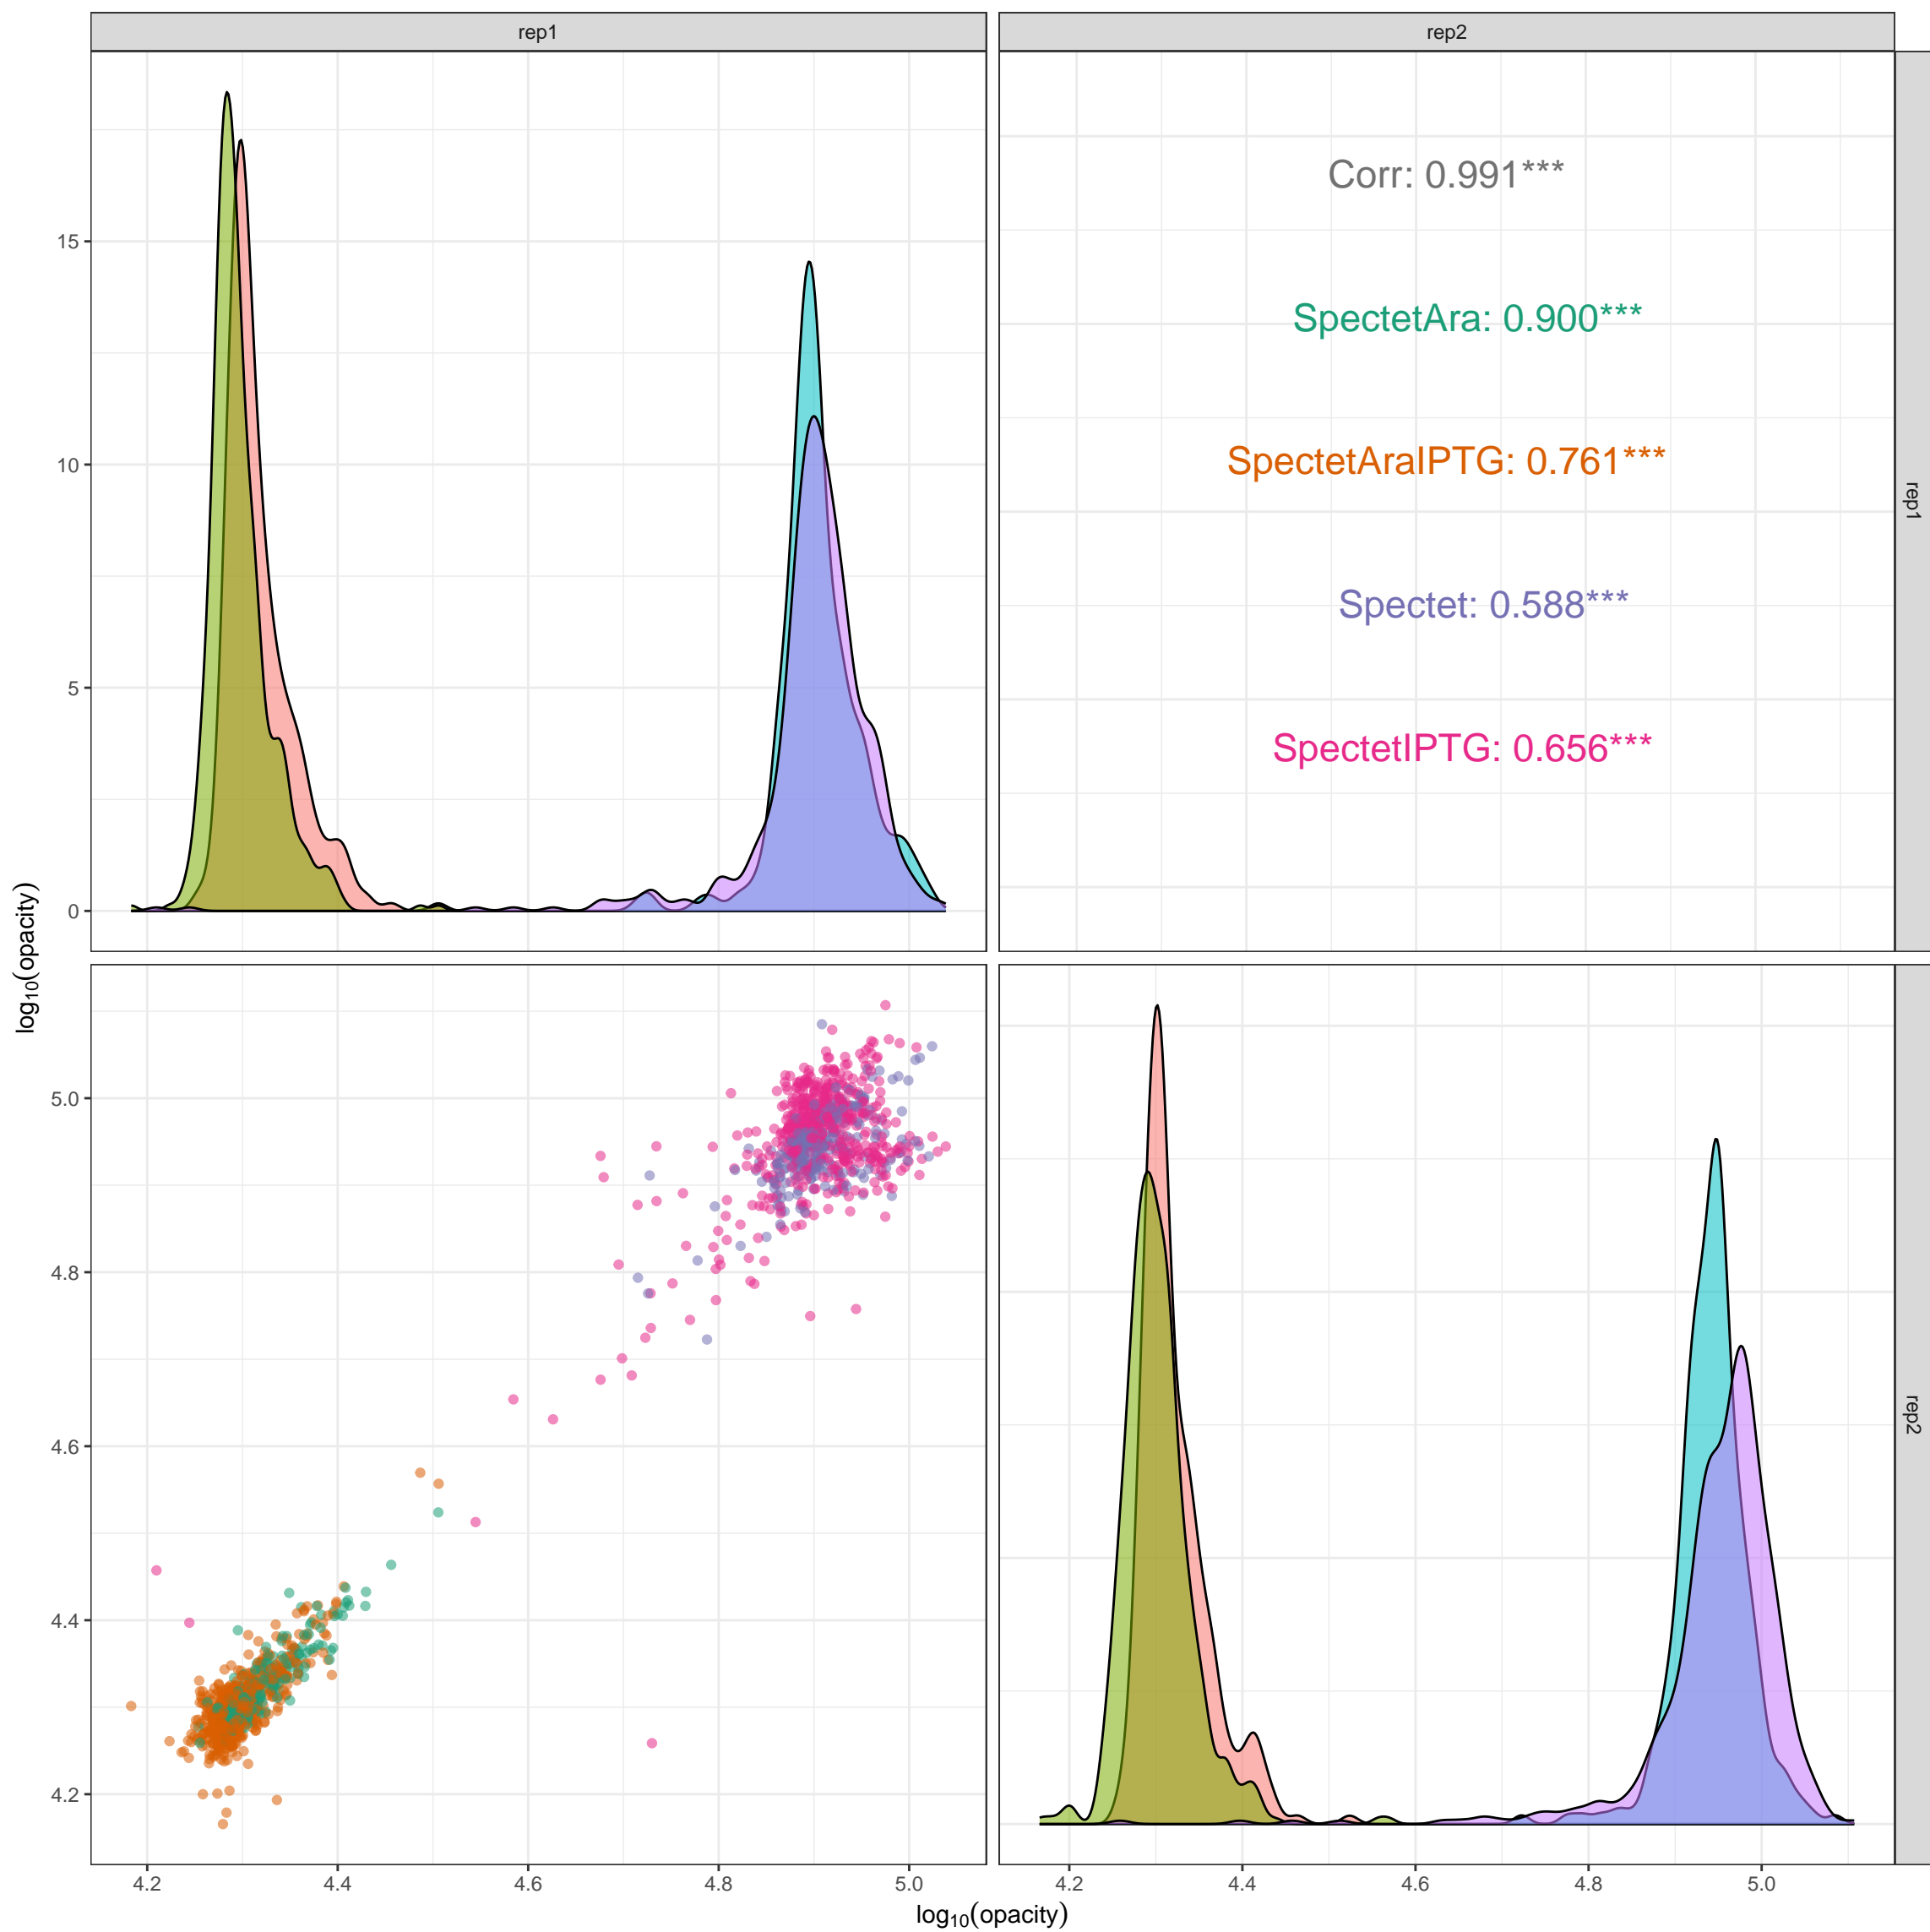 rep1
rep2
15
10
5
0
Corr: 0.991***
SpectetAra: 0.900***
SpectetAraIPTG: 0.761***
Spectet: 0.588***
SpectetIPTG: 0.656***
rep1
log10(opacity)
5.0
4.8
4.6
4.4
4.2
rep2
4.2 4.4 4.6 4.8 5.0
4.2 4.4 4.6 4.8 5.0
log10(opacity)